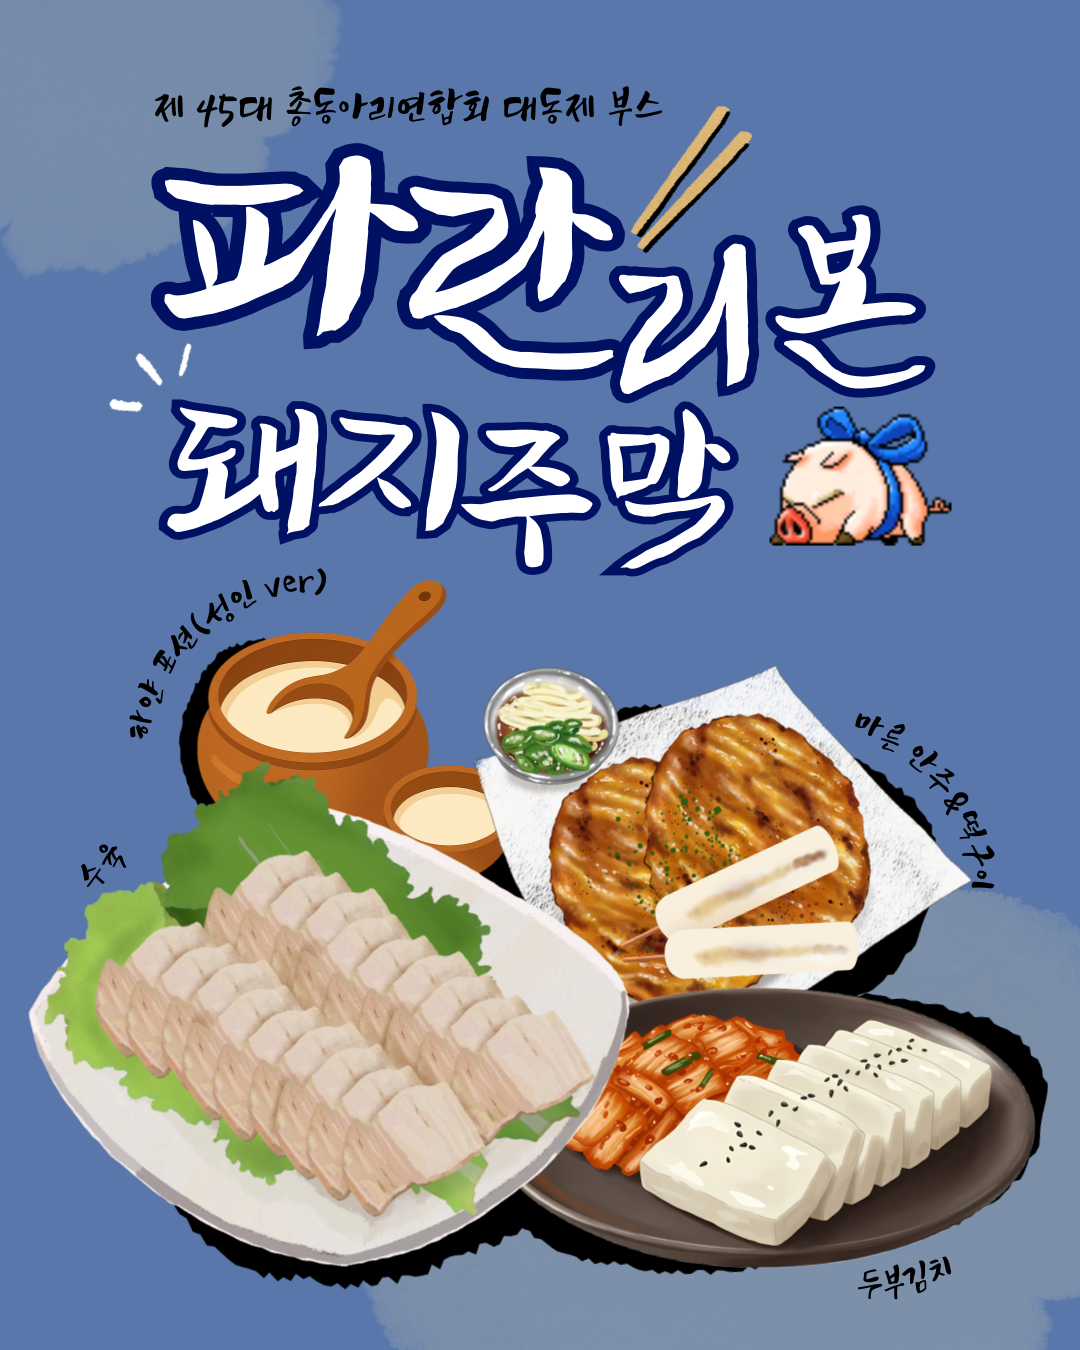 제 45대 총동아리연합회 대동제 부스
파란리본
돼지주막
하얀 포션(성인 ver)
마른 안주&떡구이
수육
두부김치